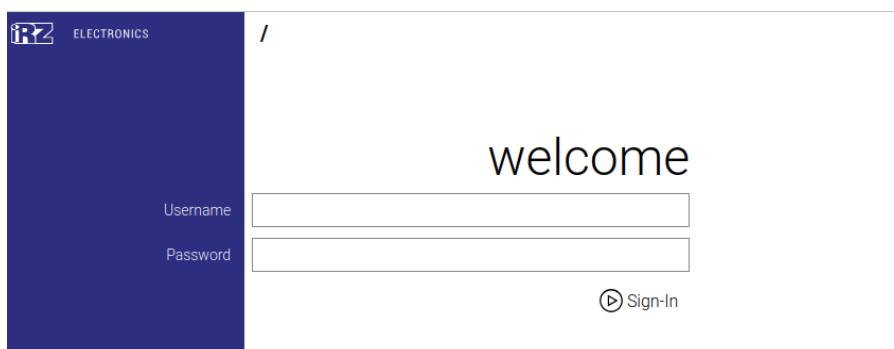 iRZ ELECTRONICS
/
welcome
Username
Password
Sign-In